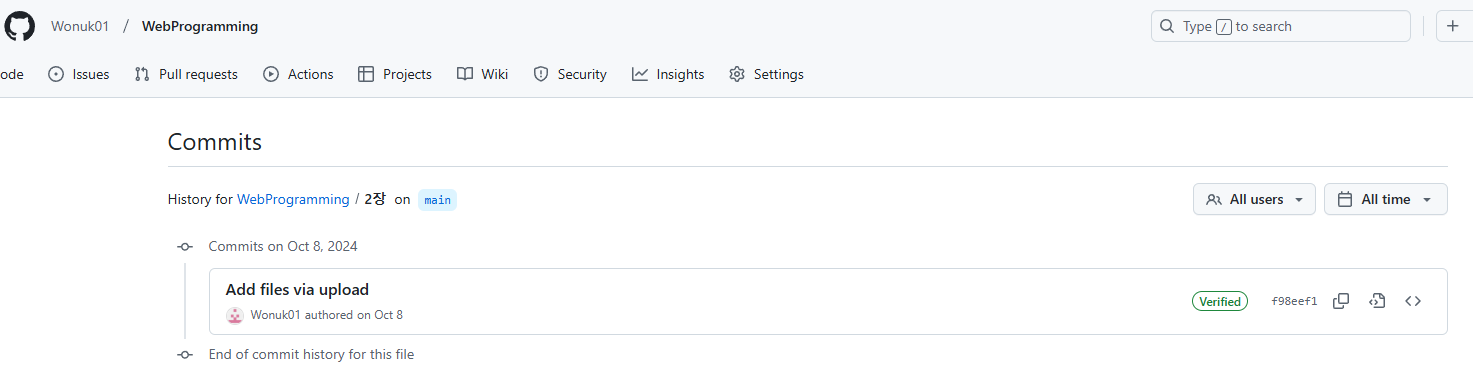 Wonuk01 / WebProgramming Type / to search
ode Issues Pull requests Actions Projects Wiki Security Insights Settings
Commits
History for WebProgramming / 2장 on main All users All time
Commits on Oct 8, 2024
Add files via upload
Wonuk01 authored on Oct 8
Verified f98eef1
End of commit history for this file